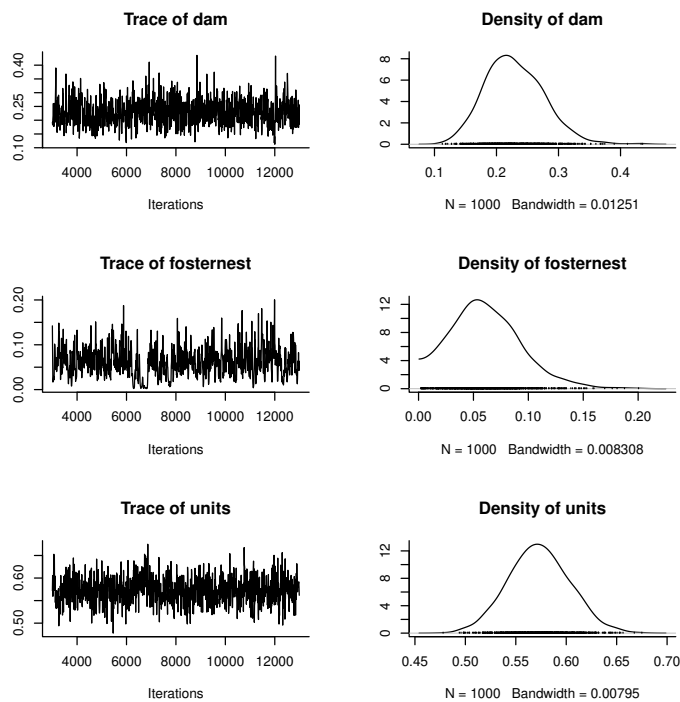 Trace of dam
0.10 0.25 0.40
4000 6000 8000 10000 12000
Iterations
Density of dam
0 2 4 6 8
0.1 0.2 0.3 0.4
N = 1000 Bandwidth = 0.01251
Trace of fosternest
0.00 0.10 0.20
4000 6000 8000 10000 12000
Iterations
Density of fosternest
0 4 8 12
0.00 0.05 0.10 0.15 0.20
N = 1000 Bandwidth = 0.008308
Trace of units
0.50 0.60
4000 6000 8000 10000 12000
Iterations
Density of units
0 4 8 12
0.45 0.50 0.55 0.60 0.65 0.70
N = 1000 Bandwidth = 0.00795